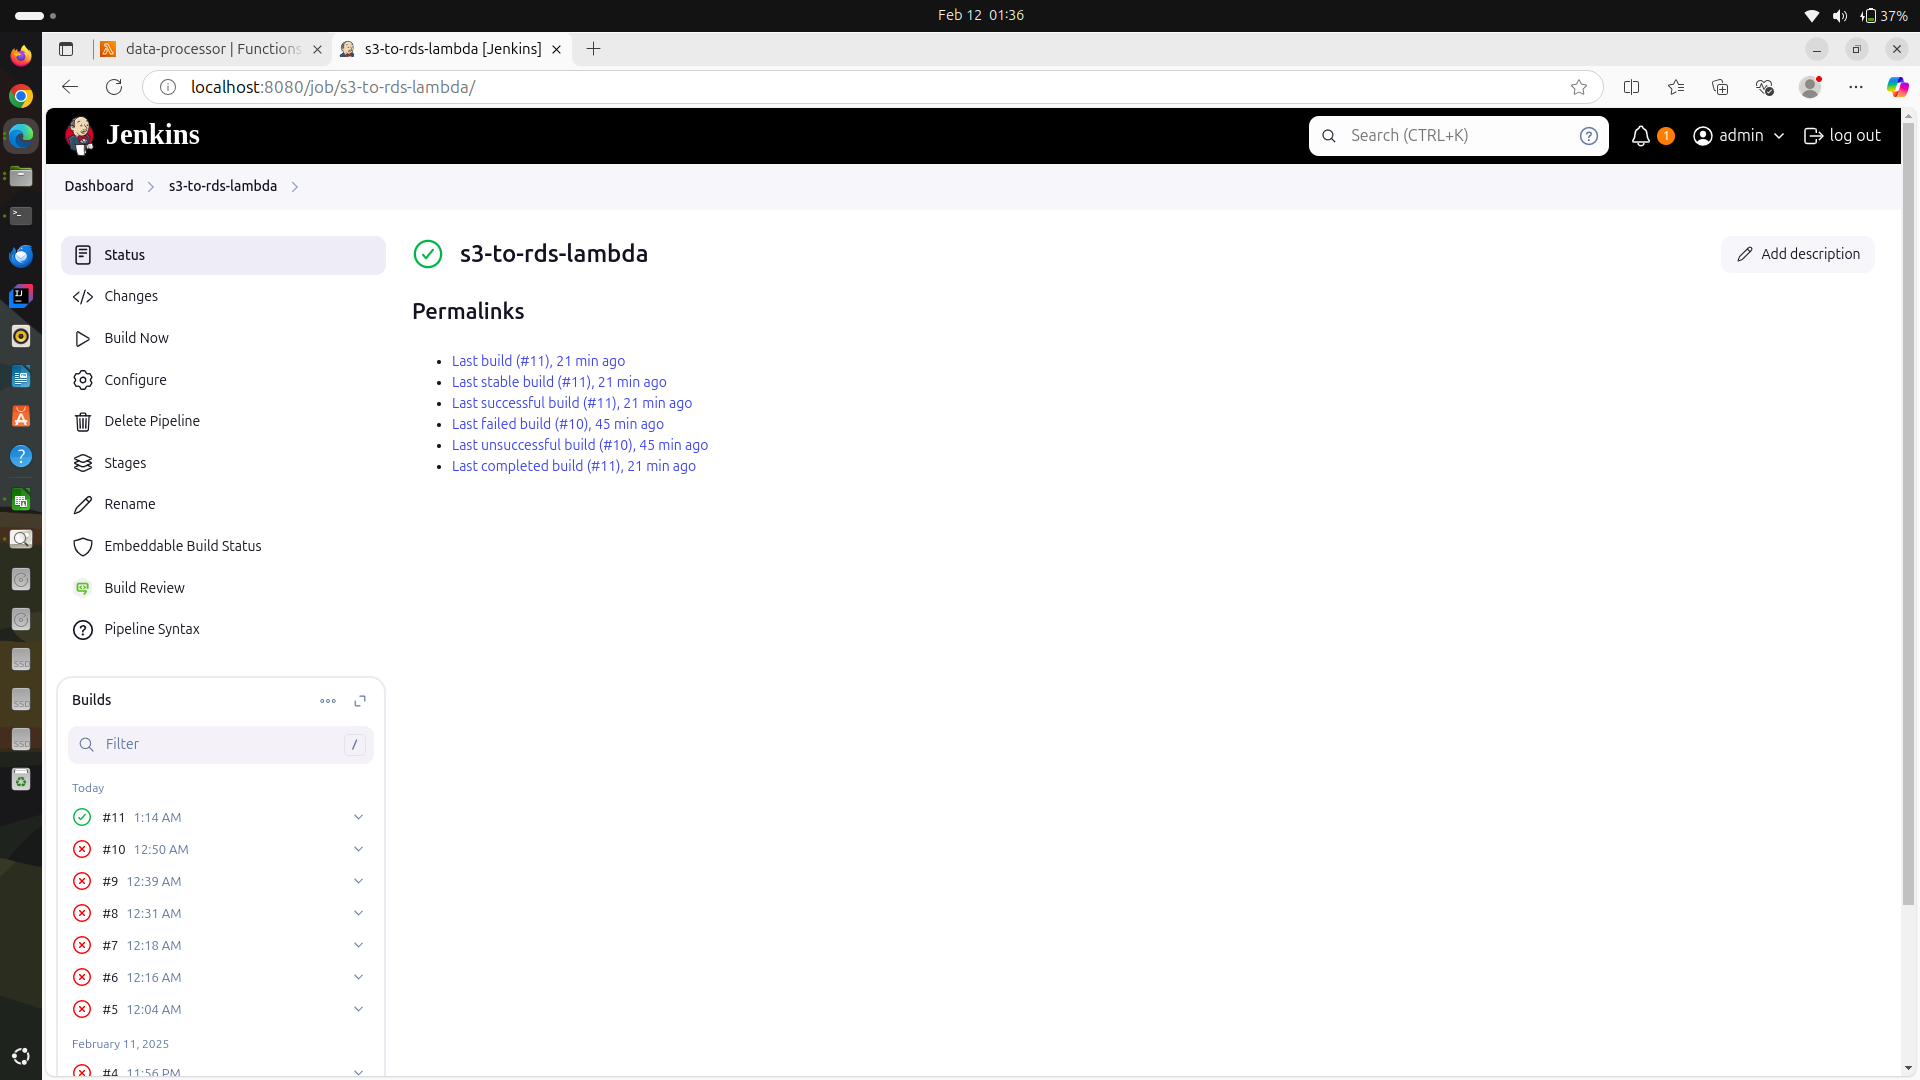 Feb 12 01:36
37%
data-processor | Functions
s3-to-rds-lambda [Jenkins]
localhost:8080/job/s3-to-rds-lambda/
Jenkins
Search (CTRL+K)
1
admin
log out
Dashboard
s3-to-rds-lambda
Status
Changes
Build Now
Configure
Delete Pipeline
Stages
Rename
Embeddable Build Status
Build Review
Pipeline Syntax
s3-to-rds-lambda
Add description
Permalinks
Last build (#11), 21 min ago
Last stable build (#11), 21 min ago
Last successful build (#11), 21 min ago
Last failed build (#10), 45 min ago
Last unsuccessful build (#10), 45 min ago
Last completed build (#11), 21 min ago
Builds
Filter
/
Today
#11 1:14 AM
#10 12:50 AM
#9 12:39 AM
#8 12:31 AM
#7 12:18 AM
#6 12:16 AM
#5 12:04 AM
February 11, 2025
#4 11:56 PM